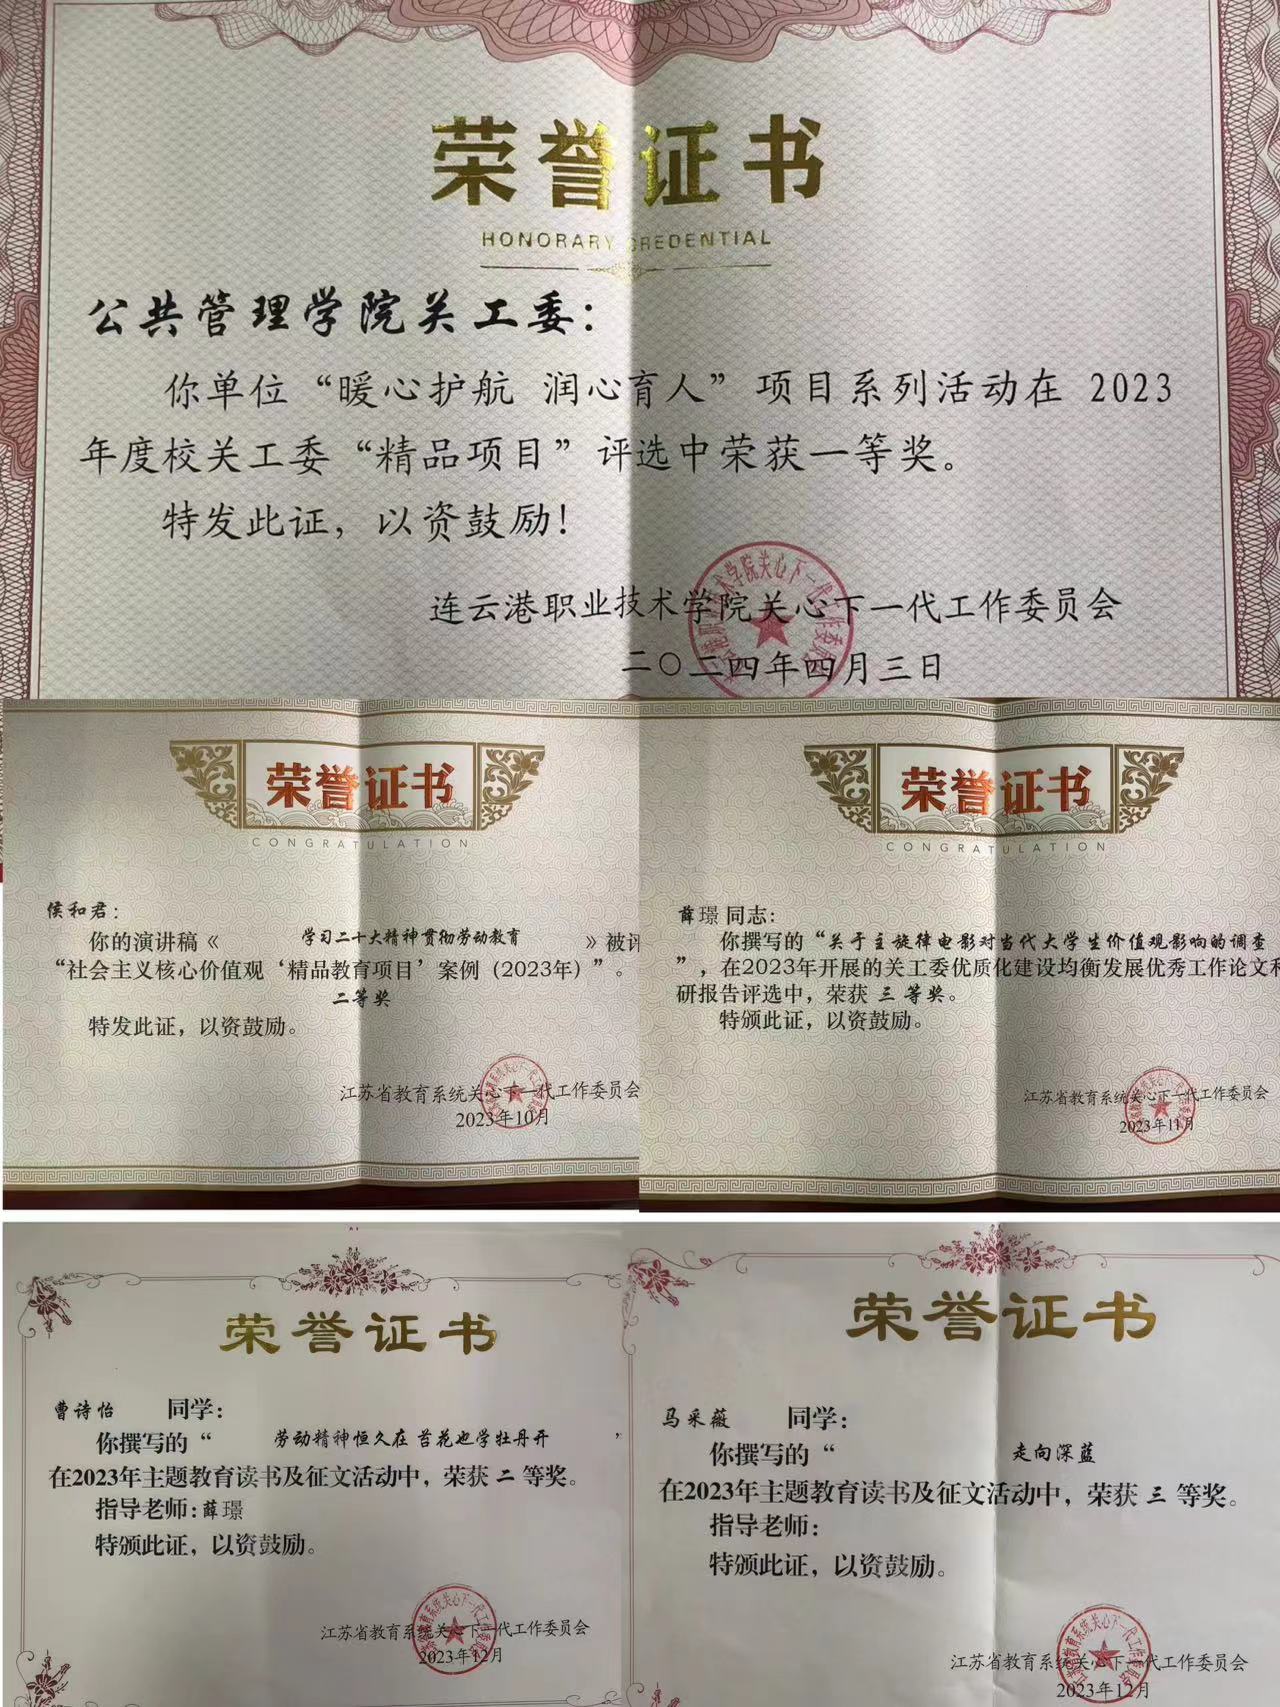 荣誉证书
HONORARY CREDENTIAL
公共管理学院关工委：
你单位“暖心护航 润心育人”项目系列活动在 2023
年度校关工委“精品项目”评选中荣获一等奖。
特发此证，以资鼓励！
连云港职业技术学院关心下一代工作委员会
二〇二四年四月三日
荣誉证书
CONGRATULATION
侯和君：
你的演讲稿《 学习二十大精神贯彻劳动教育 》被评
“社会主义核心价值观‘精品教育项目’案例（2023年）”。
二等奖
特发此证，以资鼓励。
江苏省教育系统关心下一代工作委员会
2023年10月
荣誉证书
CONGRATULATION
薛璟 同志：
你撰写的“关于主旋律电影对当代大学生价值观影响的调查
”，在2023年开展的关工委优质化建设均衡发展优秀工作论文和
研报告评选中，荣获 三 等奖。
特颁此证，以资鼓励。
江苏省教育系统关心下一代工作委员会
2023年11月
荣誉证书
曹诗怡 同学：
你撰写的“ 劳动精神恒久在 苔花也学牡丹开 ”
在2023年主题教育读书及征文活动中，荣获 二 等奖。
指导老师：薛璟
特颁此证，以资鼓励。
江苏省教育系统关心下一代工作委员会
2023年12月
荣誉证书
马采薇 同学：
你撰写的“ 走向深蓝
在2023年主题教育读书及征文活动中，荣获 三 等奖。
指导老师：
特颁此证，以资鼓励。
江苏省教育系统关心下一代工作委员会
2023年12月